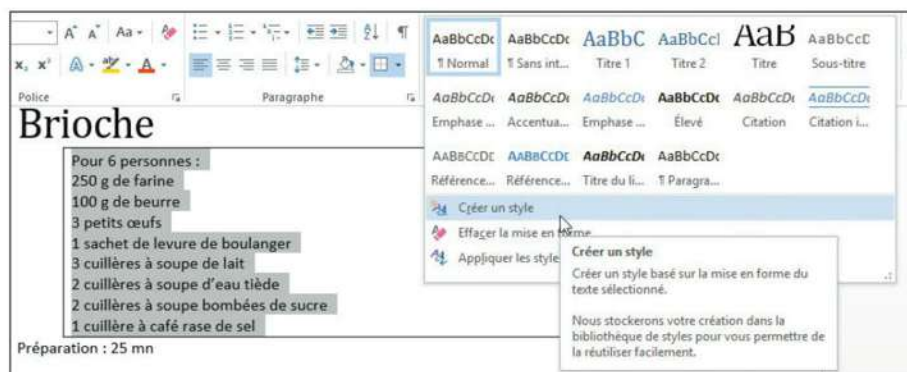 Aa
x₂ x²
aby A
Police
Paragraphe
AaBbCcDc AaBbCcDc AaBbC AaBbCcl AaB AaBbCcC
¶ Normal ¶ Sans int... Titre 1 Titre 2 Titre Sous-titre
AaBbCcDc AaBbCcDc AaBbCcDc AaBbCcDc AaBbCcDc AaBbCcDc
Emphase ... Accentua... Emphase ... Élevé Citation Citation i...
AABBCCDC AABBCCDC AaBbCcDc AaBbCcDc
Référence... Référence... Titre du li... ¶ Paragra...
Créer un style
Effacer la mise en forme
Appliquer les style
Créer un style
Créer un style basé sur la mise en forme du
texte sélectionné.
Nous stockerons votre création dans la
bibliothèque de styles pour vous permettre de
la réutiliser facilement.
Brioche
Pour 6 personnes :
250 g de farine
100 g de beurre
3 petits œufs
1 sachet de levure de boulanger
3 cuillères à soupe de lait
2 cuillères à soupe d'eau tiède
2 cuillères à soupe bombées de sucre
1 cuillère à café rase de sel
Préparation : 25 mn